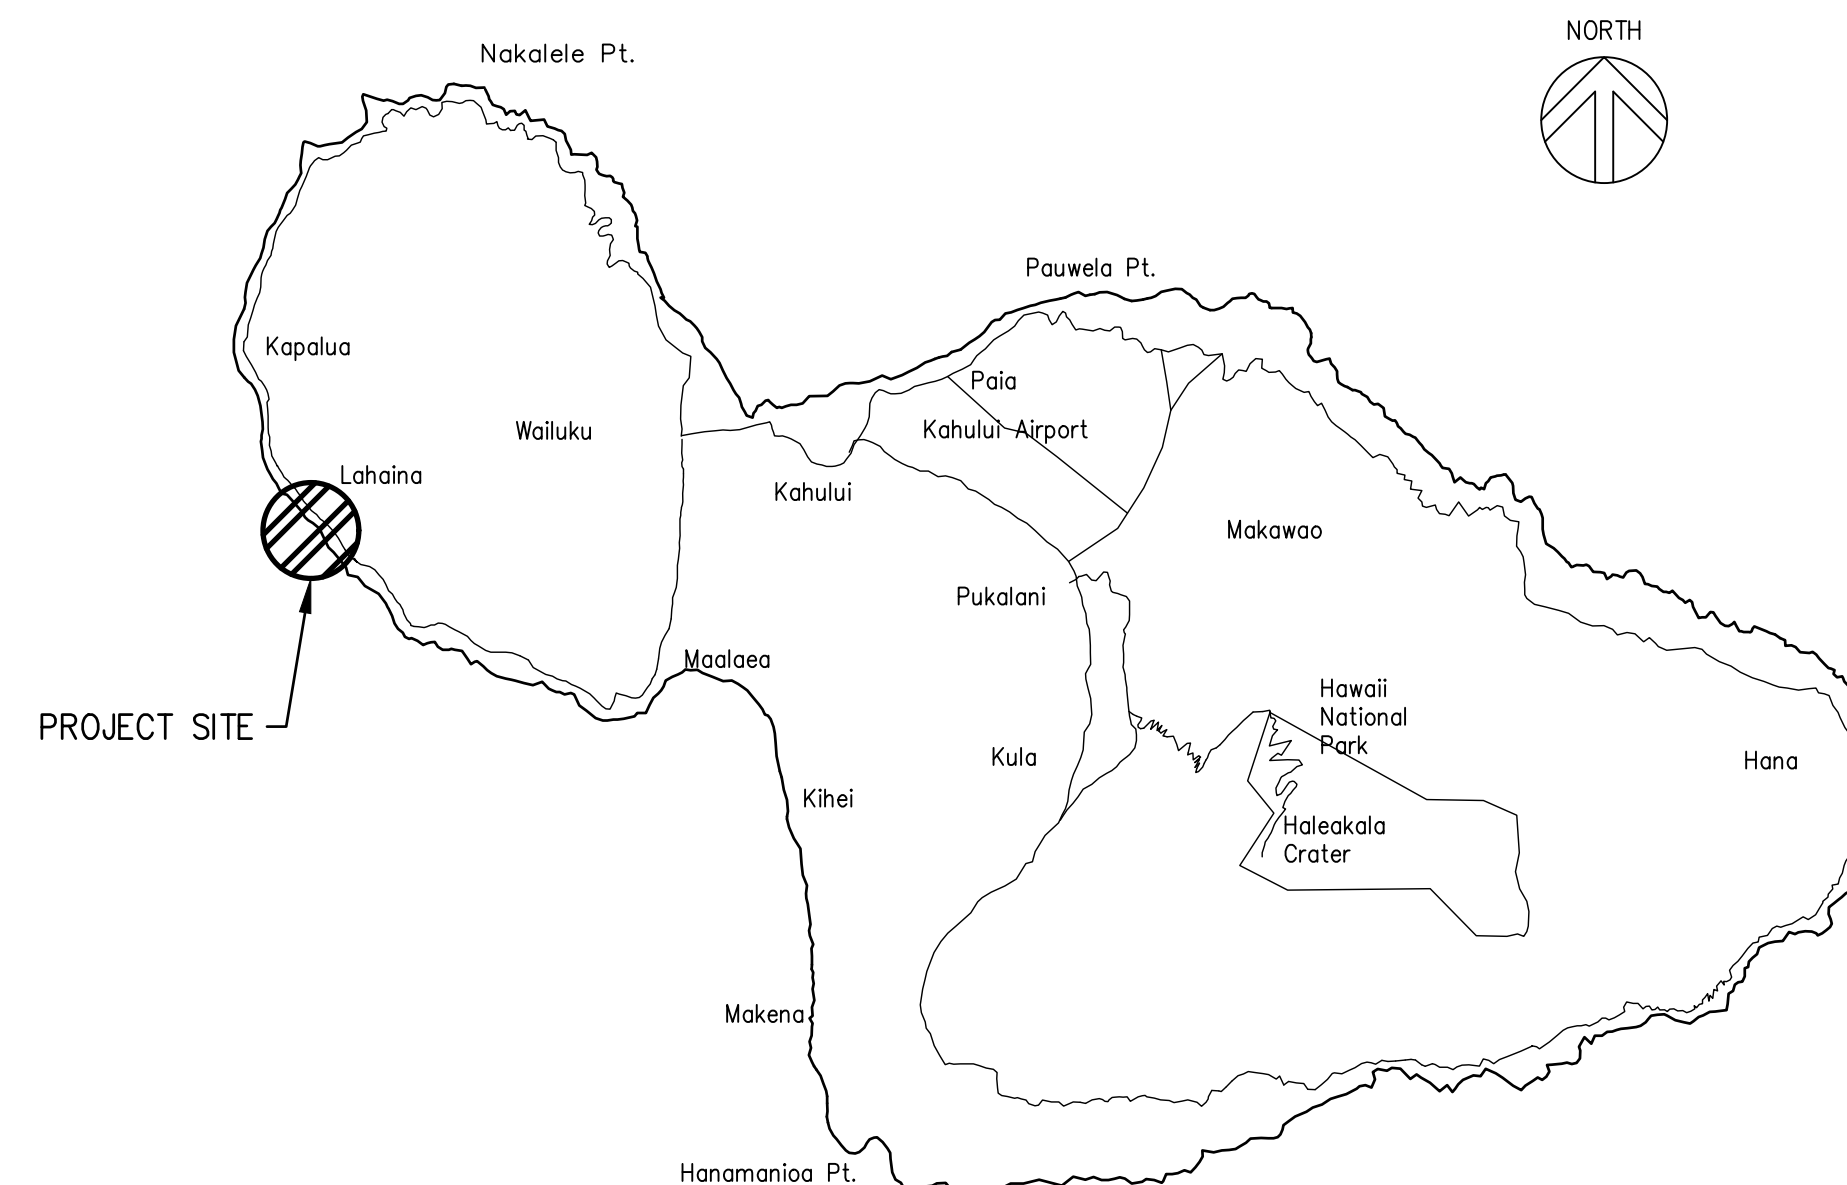 NORTH
Nakalele Pt.
Pauwela Pt.
Kapalua
Paia
Wailuku
Kahului Airport
Lahaina
Kahului
Makawao
Pukalani
Maalaea
Hawaii
National
Park
PROJECT SITE
Kula
Hana
Kihei
Haleakala
Crater
Makena
Hanamanioa Pt.